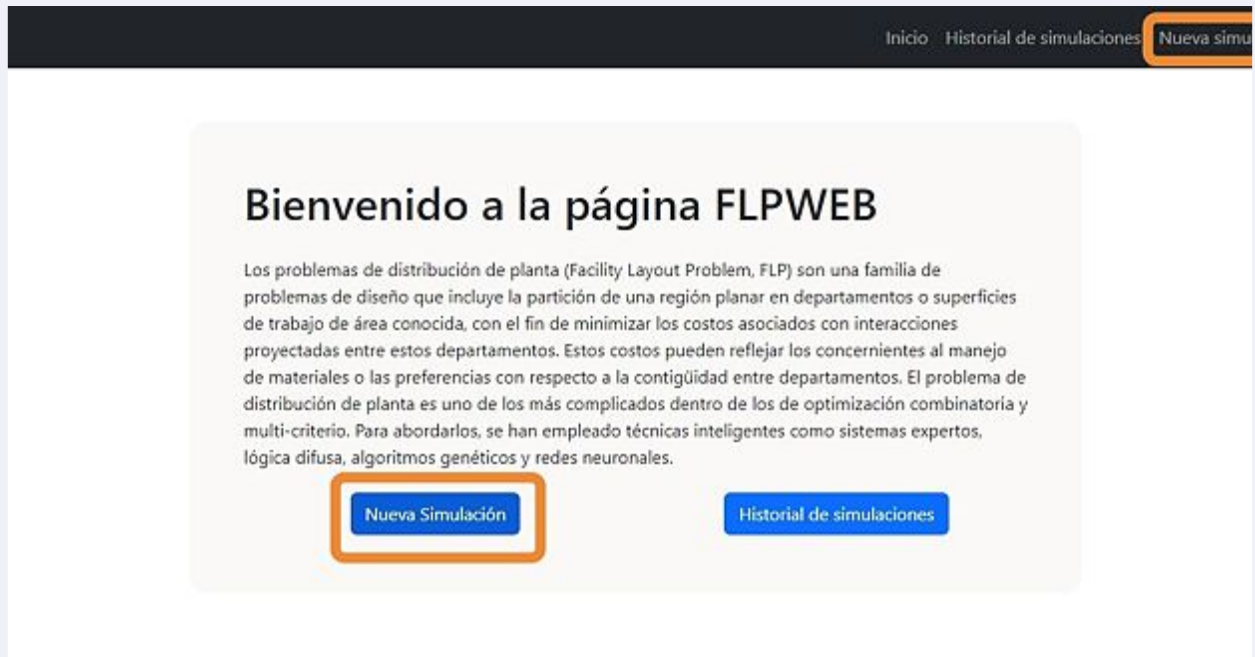 Inicio Historial de simulaciones Nueva simu
Bienvenido a la página FLPWEB
Los problemas de distribución de planta (Facility Layout Problem, FLP) son una familia de
problemas de diseño que incluye la partición de una región planar en departamentos o superficies
de trabajo de área conocida, con el fin de minimizar los costos asociados con interacciones
proyectadas entre estos departamentos. Estos costos pueden reflejar los concernientes al manejo
de materiales o las preferencias con respecto a la contigüidad entre departamentos. El problema de
distribución de planta es uno de los más complicados dentro de los de optimización combinatoria y
multi-criterio. Para abordarlos, se han empleado técnicas inteligentes como sistemas expertos,
lógica difusa, algoritmos genéticos y redes neuronales.
Nueva Simulación Historial de simulaciones